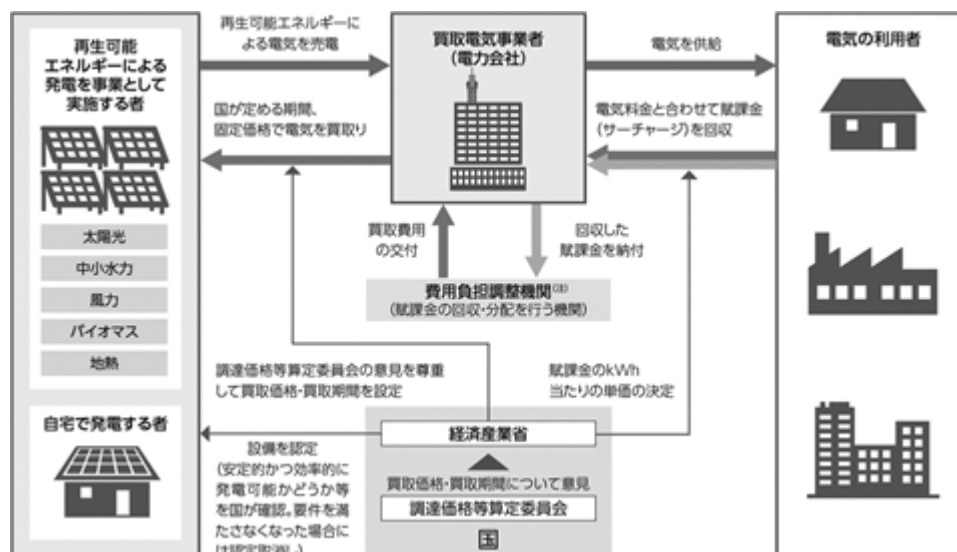 再生可能
エネルギーによる
発電を事業として
実施する者
太陽光
中小水力
風力
バイオマス
地熱
自宅で発電する者
再生可能エネルギーに
よる電気を売電
国が定める期間、
固定価格で電気を買取り
買取電気事業者
(電力会社)
電気を供給
電気料金と合わせて賦課金
(サーチャージ)を回収
電気の利用者
買取費用
の交付
回収した
賦課金を納付
費用負担調整機関(注)
(賦課金の回収・分配を行う機関)
調達価格等算定委員会の意見を尊重
して買取価格・買取期間を設定
賦課金のkWh
当たりの単価の決定
経済産業省
設備を認定
(安定的かつ効率的に
発電可能かどうか等
を国が確認。要件を満
たさなくなった場合に
は認定取消し)
買取価格・買取期間について意見
調達価格等算定委員会
国